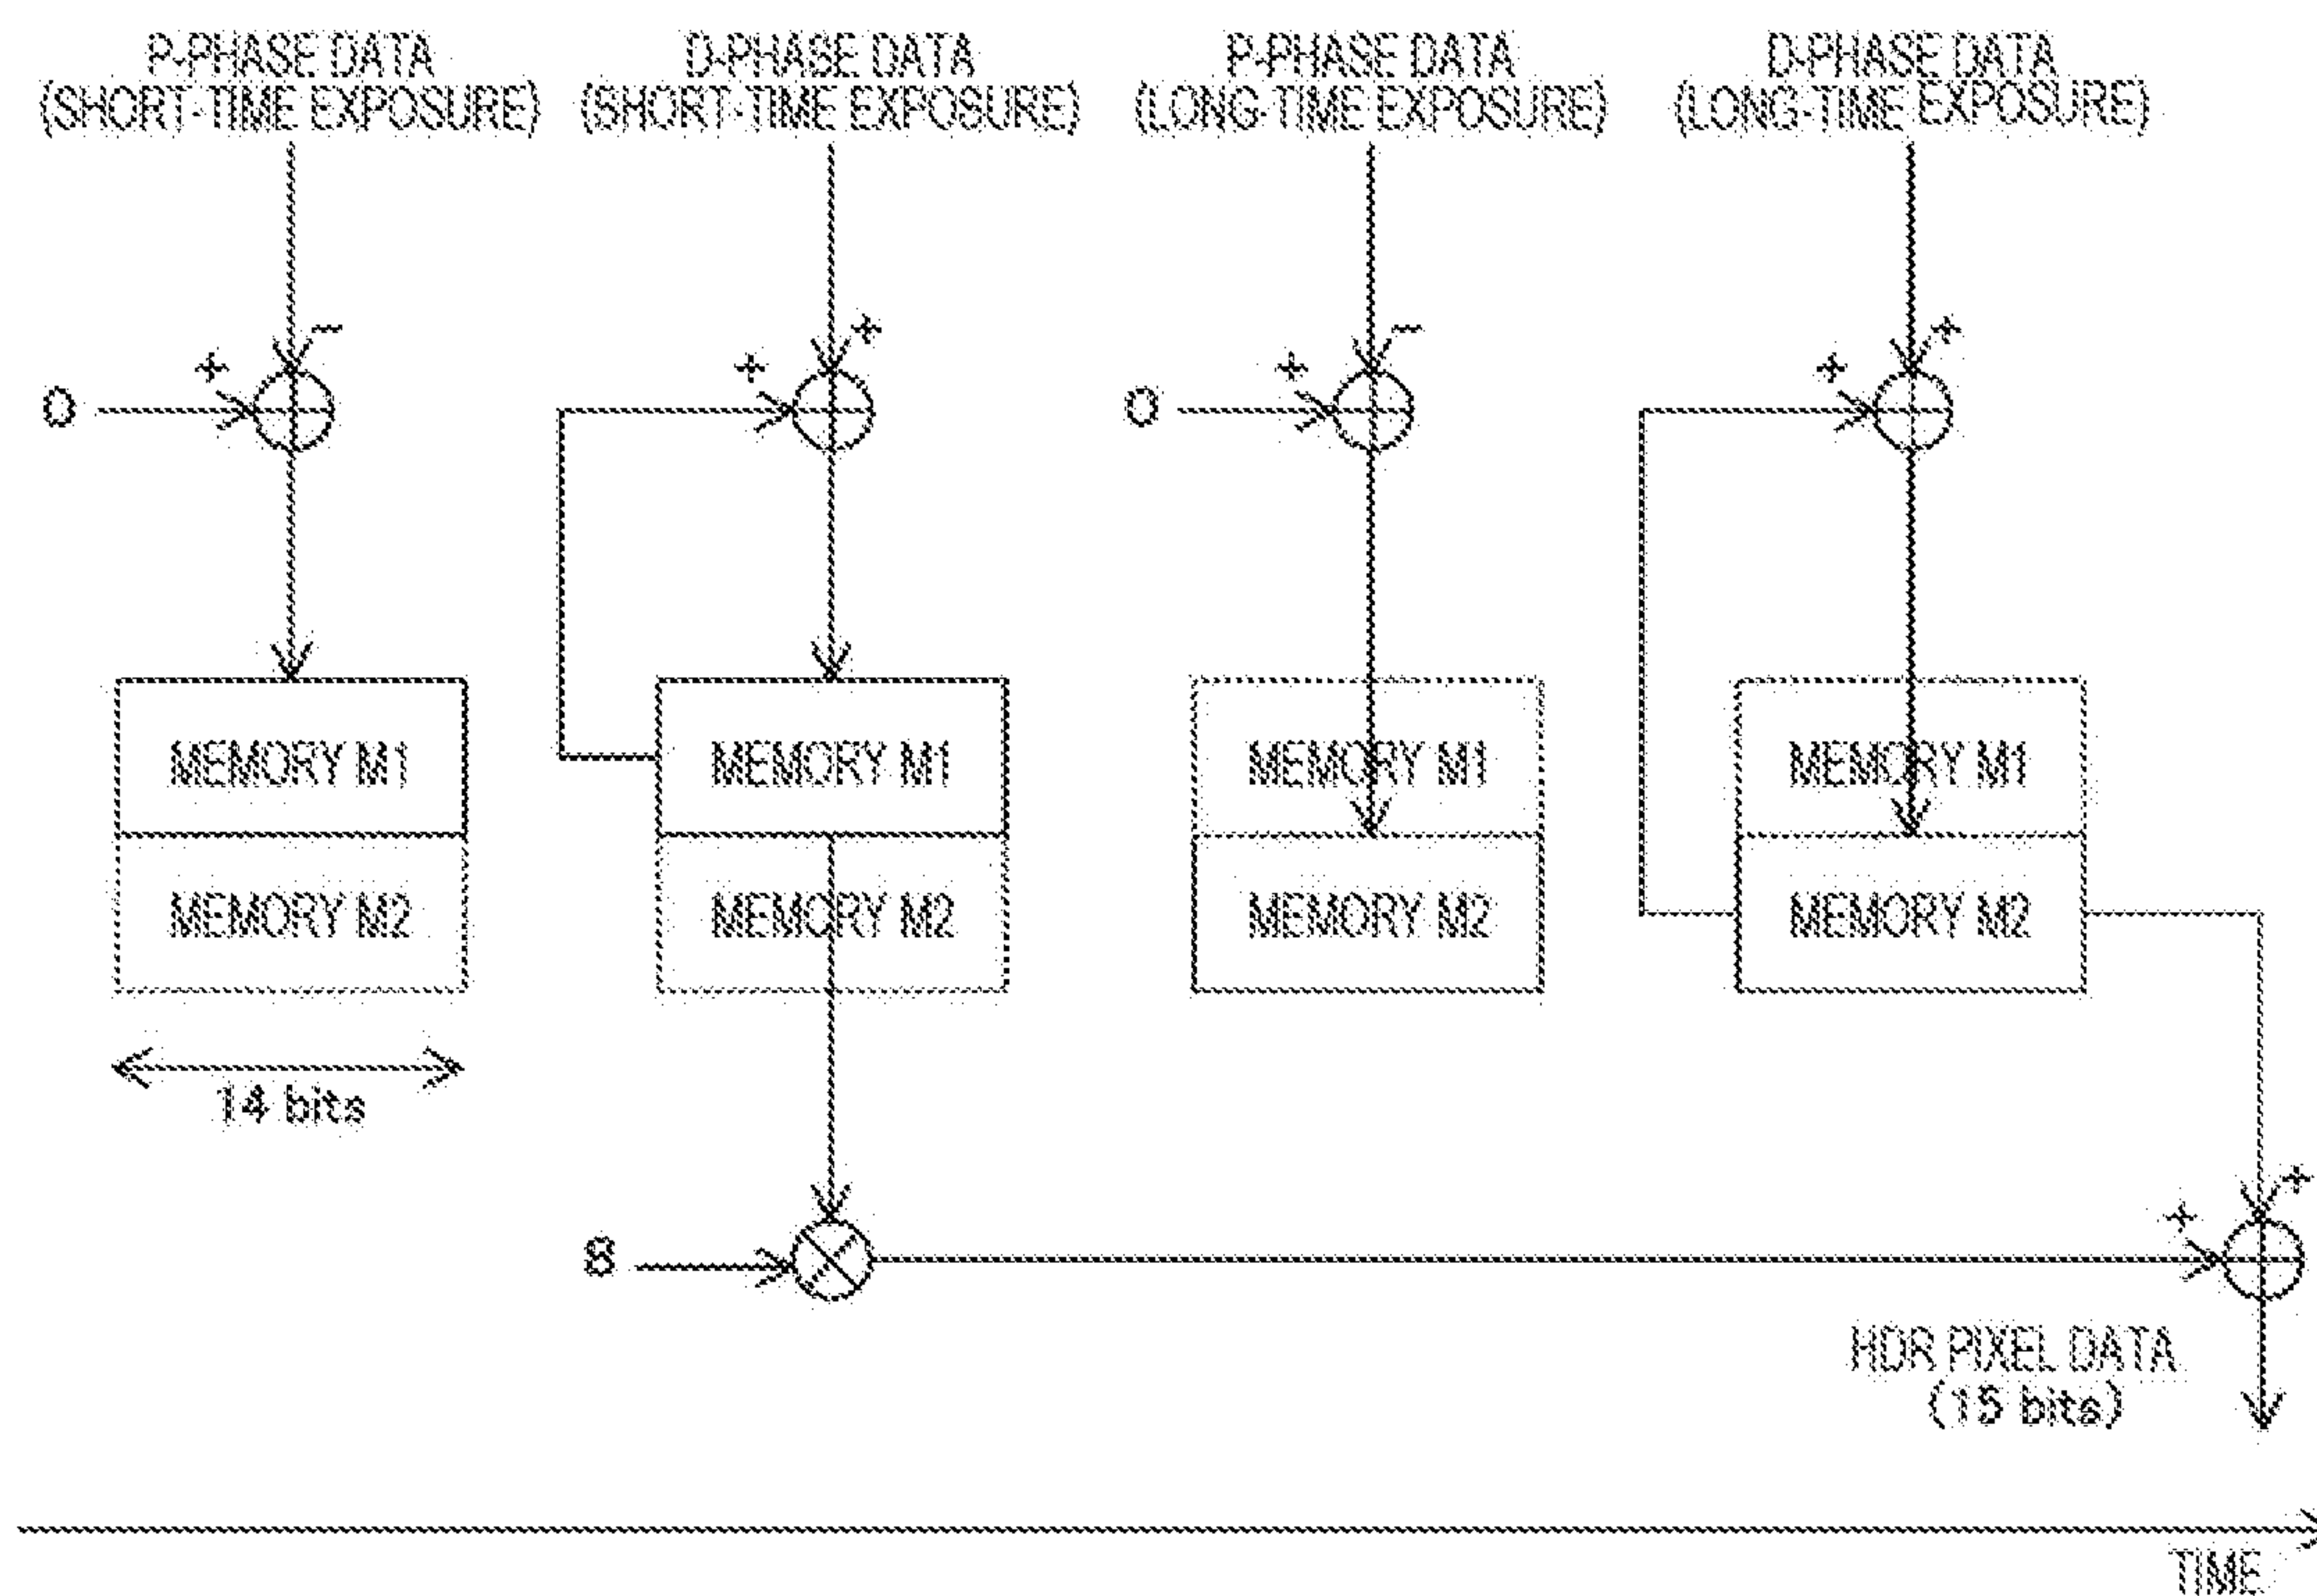 P-PHASE DATA
(SHORT-TIME EXPOSURE)
D-PHASE DATA
(SHORT-TIME EXPOSURE)
P-PHASE DATA
(LONG-TIME EXPOSURE)
D-PHASE DATA
(LONG-TIME EXPOSURE)
−
+
+
−
+
+
+
+
0
0
MEMORY M1
MEMORY M1
MEMORY M1
MEMORY M1
MEMORY M2
MEMORY M2
MEMORY M2
MEMORY M2
14 bits
+
+
8
HDR PIXEL DATA
(15 bits)
TIME